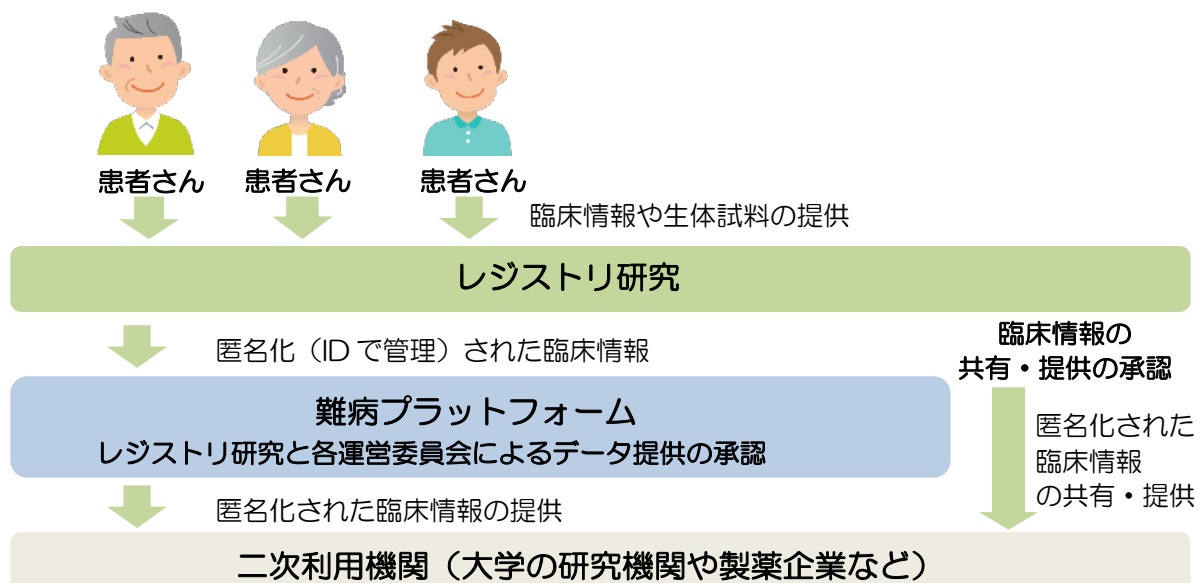 患者さん
患者さん
患者さん
臨床情報や生体試料の提供
レジストリ研究
匿名化（IDで管理）された臨床情報
臨床情報の
共有・提供の承認
難病プラットフォーム
レジストリ研究と各運営委員会によるデータ提供の承認
匿名化された
臨床情報
の共有・提供
匿名化された臨床情報の提供
二次利用機関（大学の研究機関や製薬企業など）